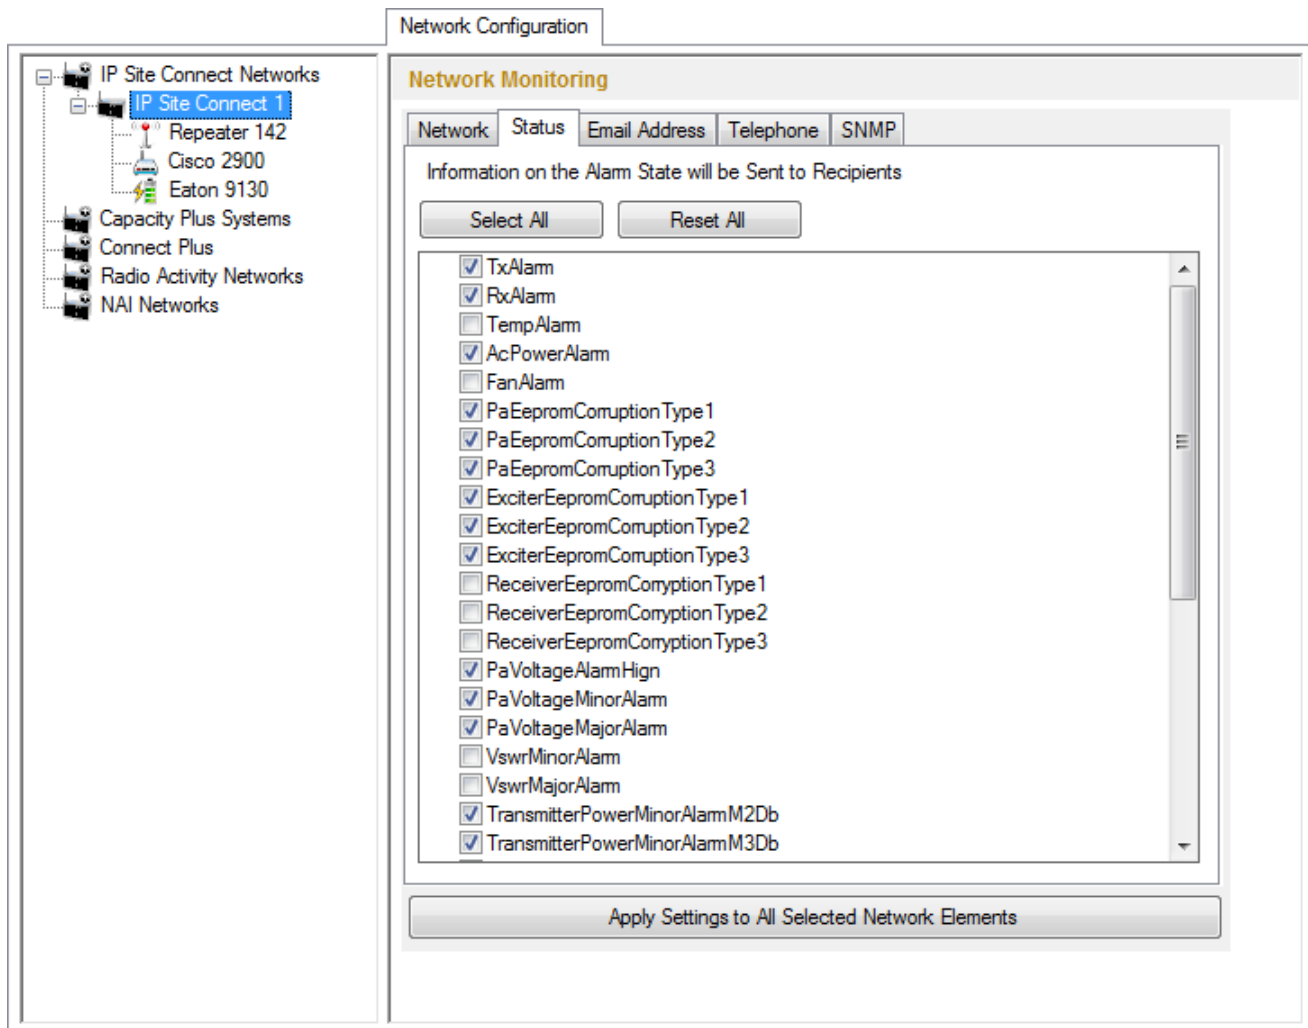 Network Configuration
IP Site Connect Networks
IP Site Connect 1
Repeater 142
Cisco 2900
Eaton 9130
Capacity Plus Systems
Connect Plus
Radio Activity Networks
NAI Networks
Network Monitoring
Network Status Email Address Telephone SNMP
Information on the Alarm State will be Sent to Recipients
Select All Reset All
TxAlarm
RxAlarm
TempAlarm
AcPowerAlarm
FanAlarm
PaEepromCorruptionType1
PaEepromCorruptionType2
PaEepromCorruptionType3
ExciterEepromCorruptionType1
ExciterEepromCorruptionType2
ExciterEepromCorruptionType3
ReceiverEepromCorryptionType1
ReceiverEepromCorryptionType2
ReceiverEepromCorryptionType3
PaVoltageAlarmHign
PaVoltageMinorAlarm
PaVoltageMajorAlarm
VswrMinorAlarm
VswrMajorAlarm
TransmitterPowerMinorAlarmM2Db
TransmitterPowerMinorAlarmM3Db
Apply Settings to All Selected Network Elements